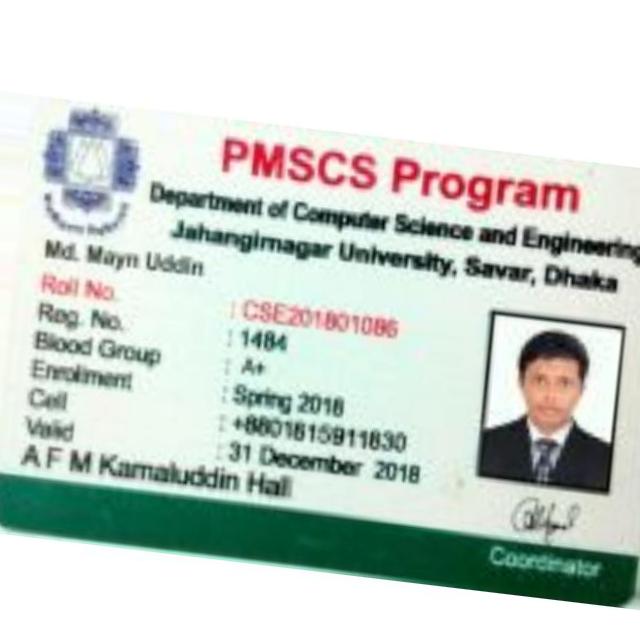 PMSCS Program
Department of Computer Science and Engineering
Jahangirnagar University, Savar, Dhaka
Md. Mayn Uddin
Roll No. : CSE201801086
Reg. No. : 1484
Blood Group : A+
Enrolment : Spring 2018
Cell : +8801615911830
Valid : 31 December 2018
A F M Kamaluddin Hall
Coordinator